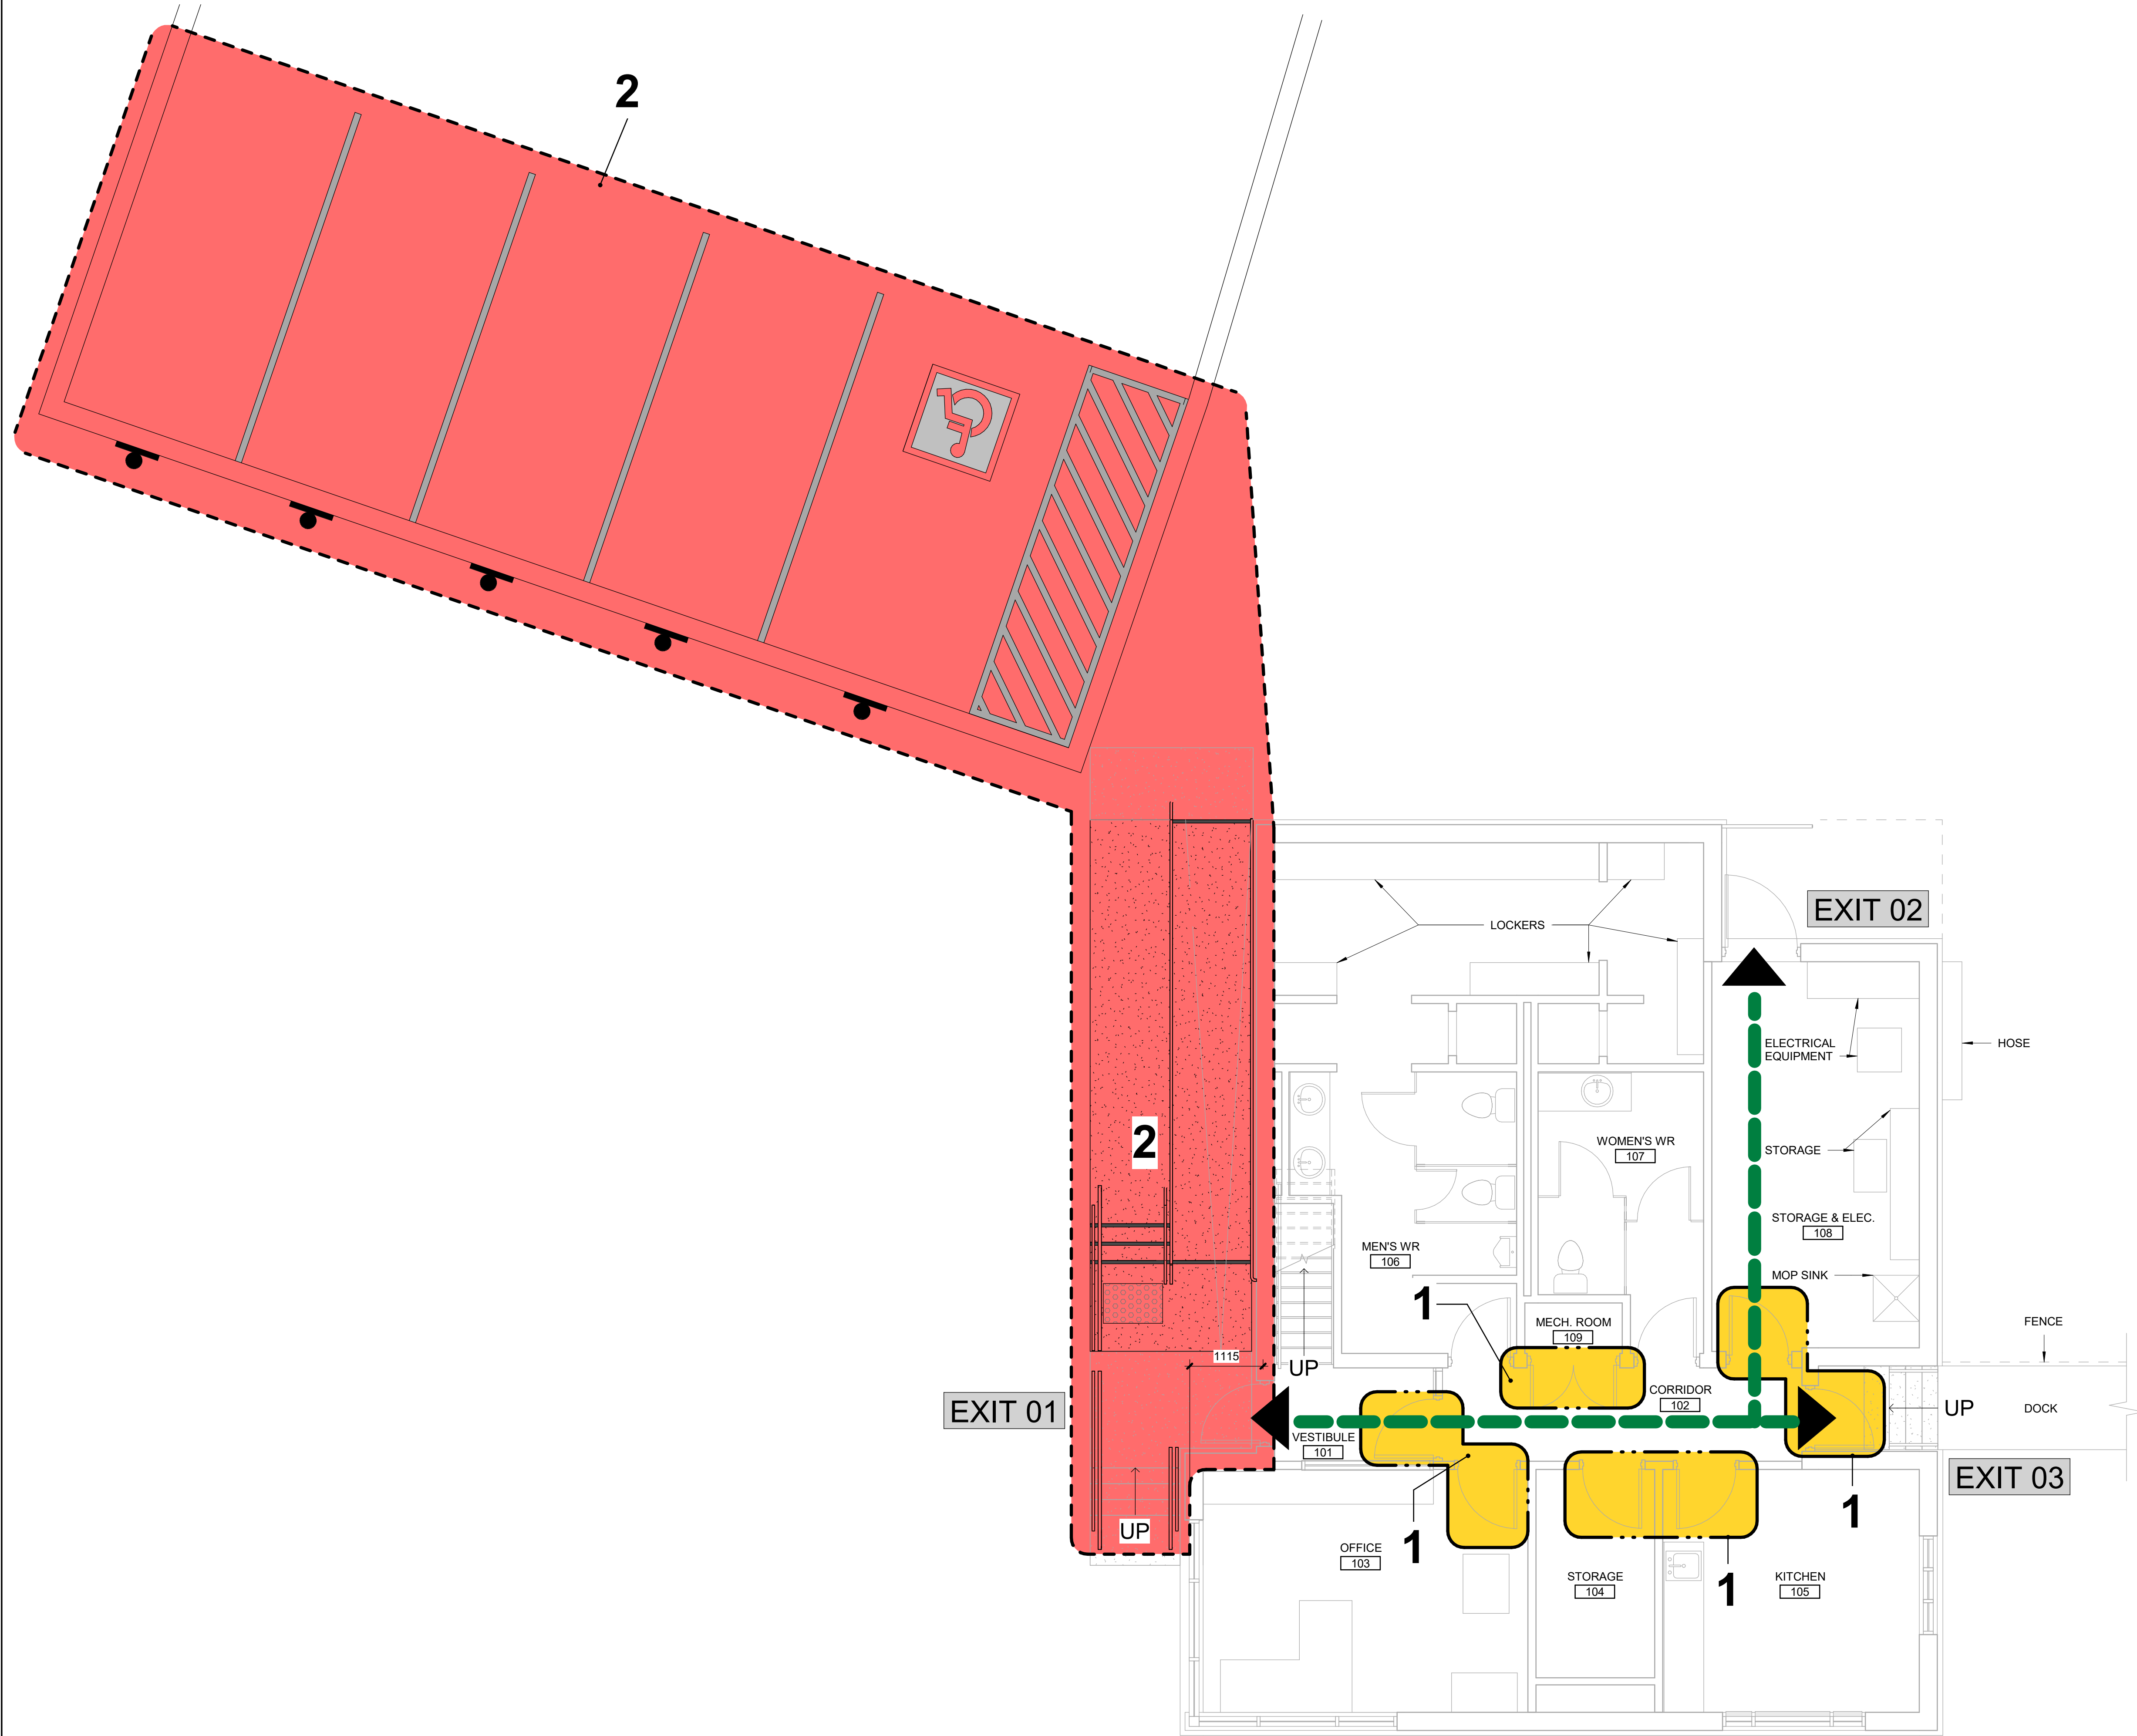 2
EXIT 02
LOCKERS
ELECTRICAL
EQUIPMENT
HOSE
2
WOMEN'S WR
107
STORAGE
STORAGE & ELEC.
108
MEN'S WR
106
MOP SINK
1
MECH. ROOM
109
FENCE
1115
UP
CORRIDOR
102
EXIT 01
UP
DOCK
VESTIBULE
101
EXIT 03
1
UP
1
OFFICE
103
STORAGE
104
KITCHEN
105
1